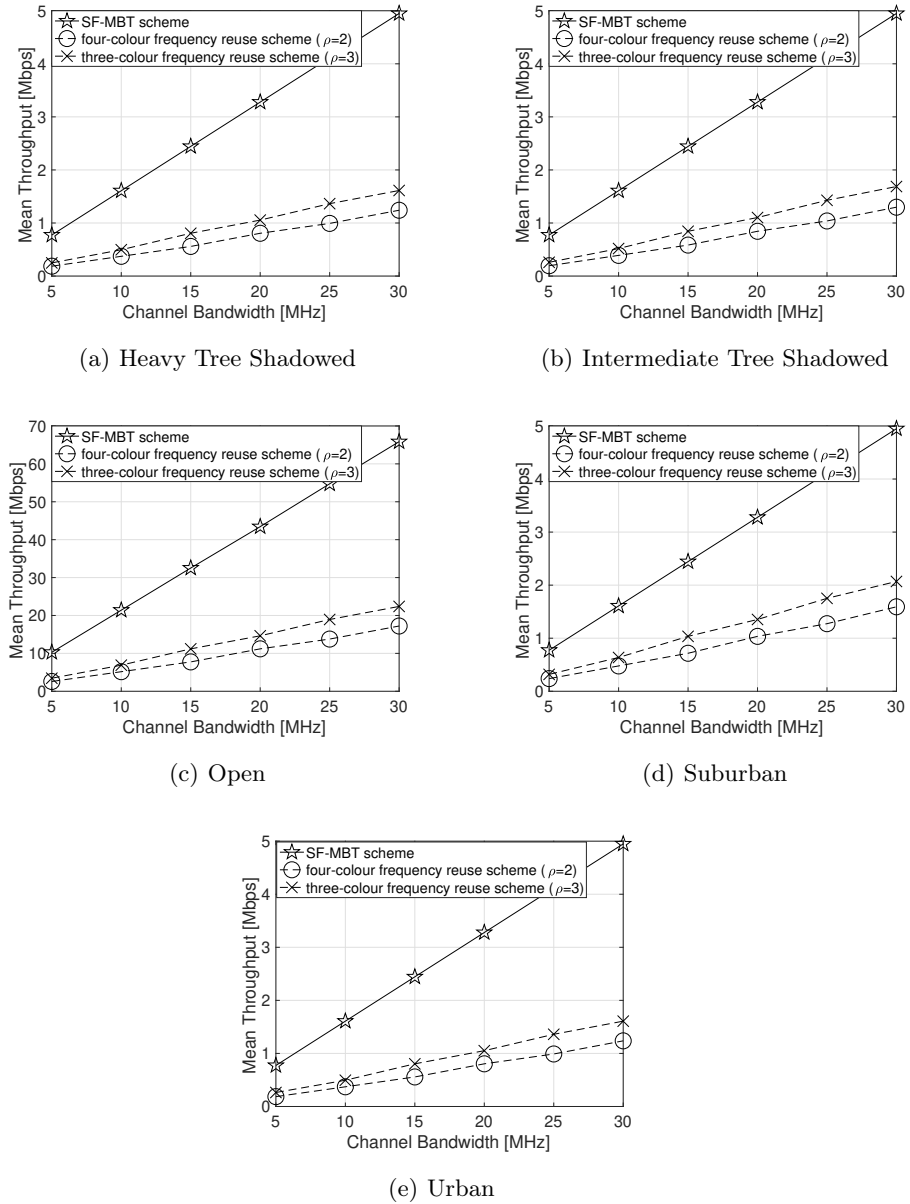 SF-MBT scheme
four-colour frequency reuse scheme (ρ=2)
three-colour frequency reuse scheme (ρ=3)
Mean Throughput [Mbps]
5
4
3
2
1
0
5 10 15 20 25 30
Channel Bandwidth [MHz]
(a) Heavy Tree Shadowed
SF-MBT scheme
four-colour frequency reuse scheme (ρ=2)
three-colour frequency reuse scheme (ρ=3)
Mean Throughput [Mbps]
5
4
3
2
1
0
5 10 15 20 25 30
Channel Bandwidth [MHz]
(b) Intermediate Tree Shadowed
SF-MBT scheme
four-colour frequency reuse scheme (ρ=2)
three-colour frequency reuse scheme (ρ=3)
Mean Throughput [Mbps]
70
60
50
40
30
20
10
0
5 10 15 20 25 30
Channel Bandwidth [MHz]
(c) Open
SF-MBT scheme
four-colour frequency reuse scheme (ρ=2)
three-colour frequency reuse scheme (ρ=3)
Mean Throughput [Mbps]
5
4
3
2
1
0
5 10 15 20 25 30
Channel Bandwidth [MHz]
(d) Suburban
SF-MBT scheme
four-colour frequency reuse scheme (ρ=2)
three-colour frequency reuse scheme (ρ=3)
Mean Throughput [Mbps]
5
4
3
2
1
0
5 10 15 20 25 30
Channel Bandwidth [MHz]
(e) Urban